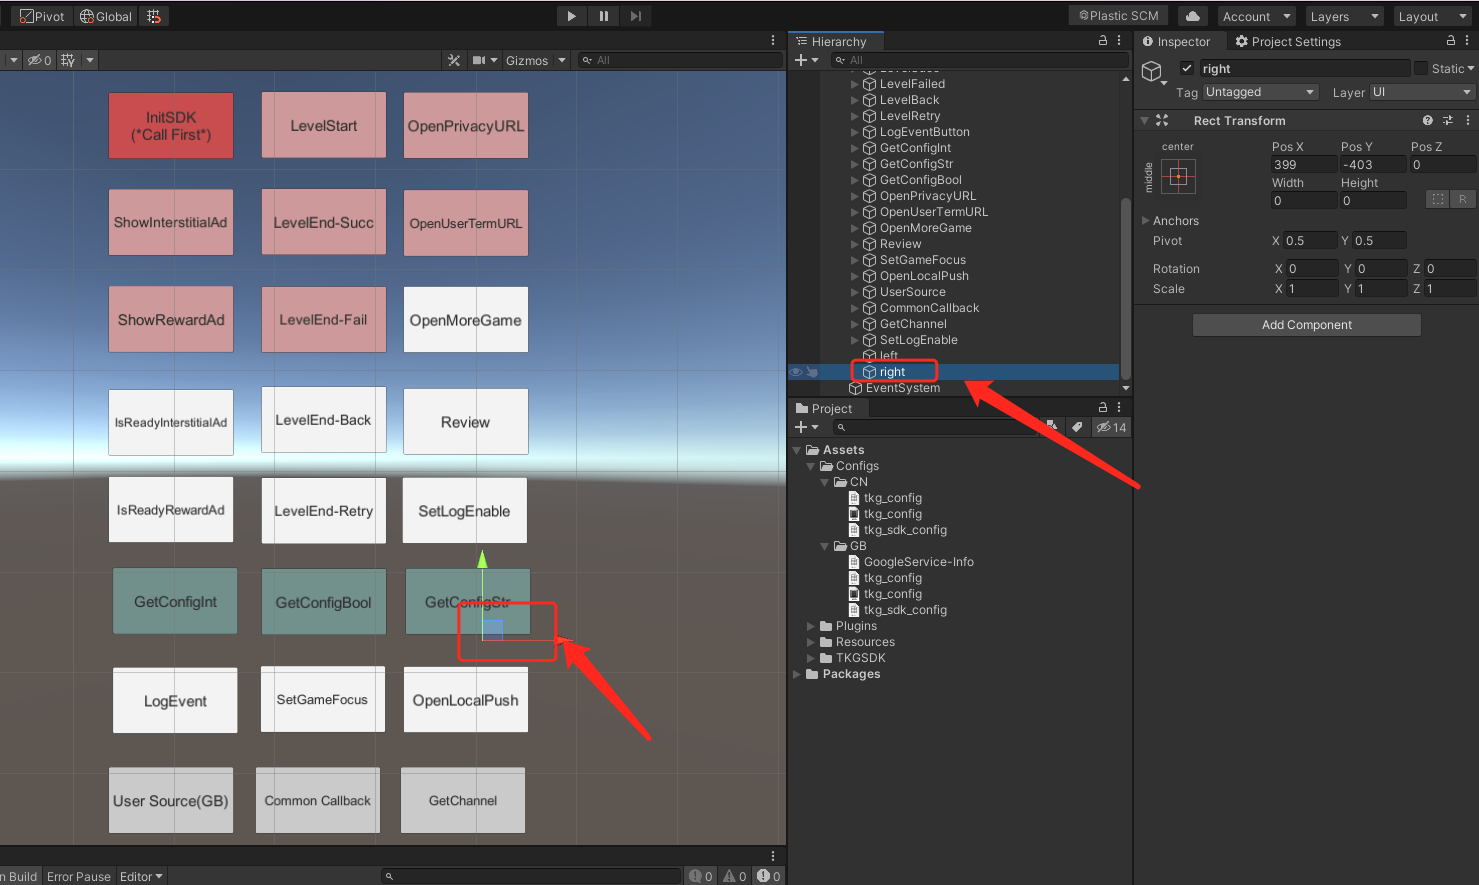 Pivot
Global
Plastic SCM
Account
Layers
Layout
0
Gizmos
All
InitSDK
(*Call First*)
LevelStart
OpenPrivacyURL
ShowInterstitialAd
LevelEnd-Succ
OpenUserTermURL
ShowRewardAd
LevelEnd-Fail
OpenMoreGame
IsReadyInterstitialAd
LevelEnd-Back
Review
IsReadyRewardAd
LevelEnd-Retry
SetLogEnable
GetConfigInt
GetConfigBool
GetConfigStr
LogEvent
SetGameFocus
OpenLocalPush
User Source(GB)
Common Callback
GetChannel
n Build
Error Pause
Editor
0
0
0
Hierarchy
All
LevelFailed
LevelBack
LevelRetry
LogEventButton
GetConfigInt
GetConfigStr
GetConfigBool
OpenPrivacyURL
OpenUserTermURL
OpenMoreGame
Review
SetGameFocus
OpenLocalPush
UserSource
CommonCallback
GetChannel
SetLogEnable
left
right
EventSystem
Project
14
Assets
Configs
CN
tkg_config
tkg_config
tkg_sdk_config
GB
GoogleService-Info
tkg_config
tkg_config
tkg_sdk_config
Plugins
Resources
TKGSDK
Packages
Inspector
Project Settings
right
Static
Tag Untagged
Layer UI
Rect Transform
center
middle
Pos X Pos Y Pos Z
399 -403 0
Width Height
0 0
R
Anchors
Pivot X 0.5 Y 0.5
Rotation X 0 Y 0 Z 0
Scale X 1 Y 1 Z 1
Add Component